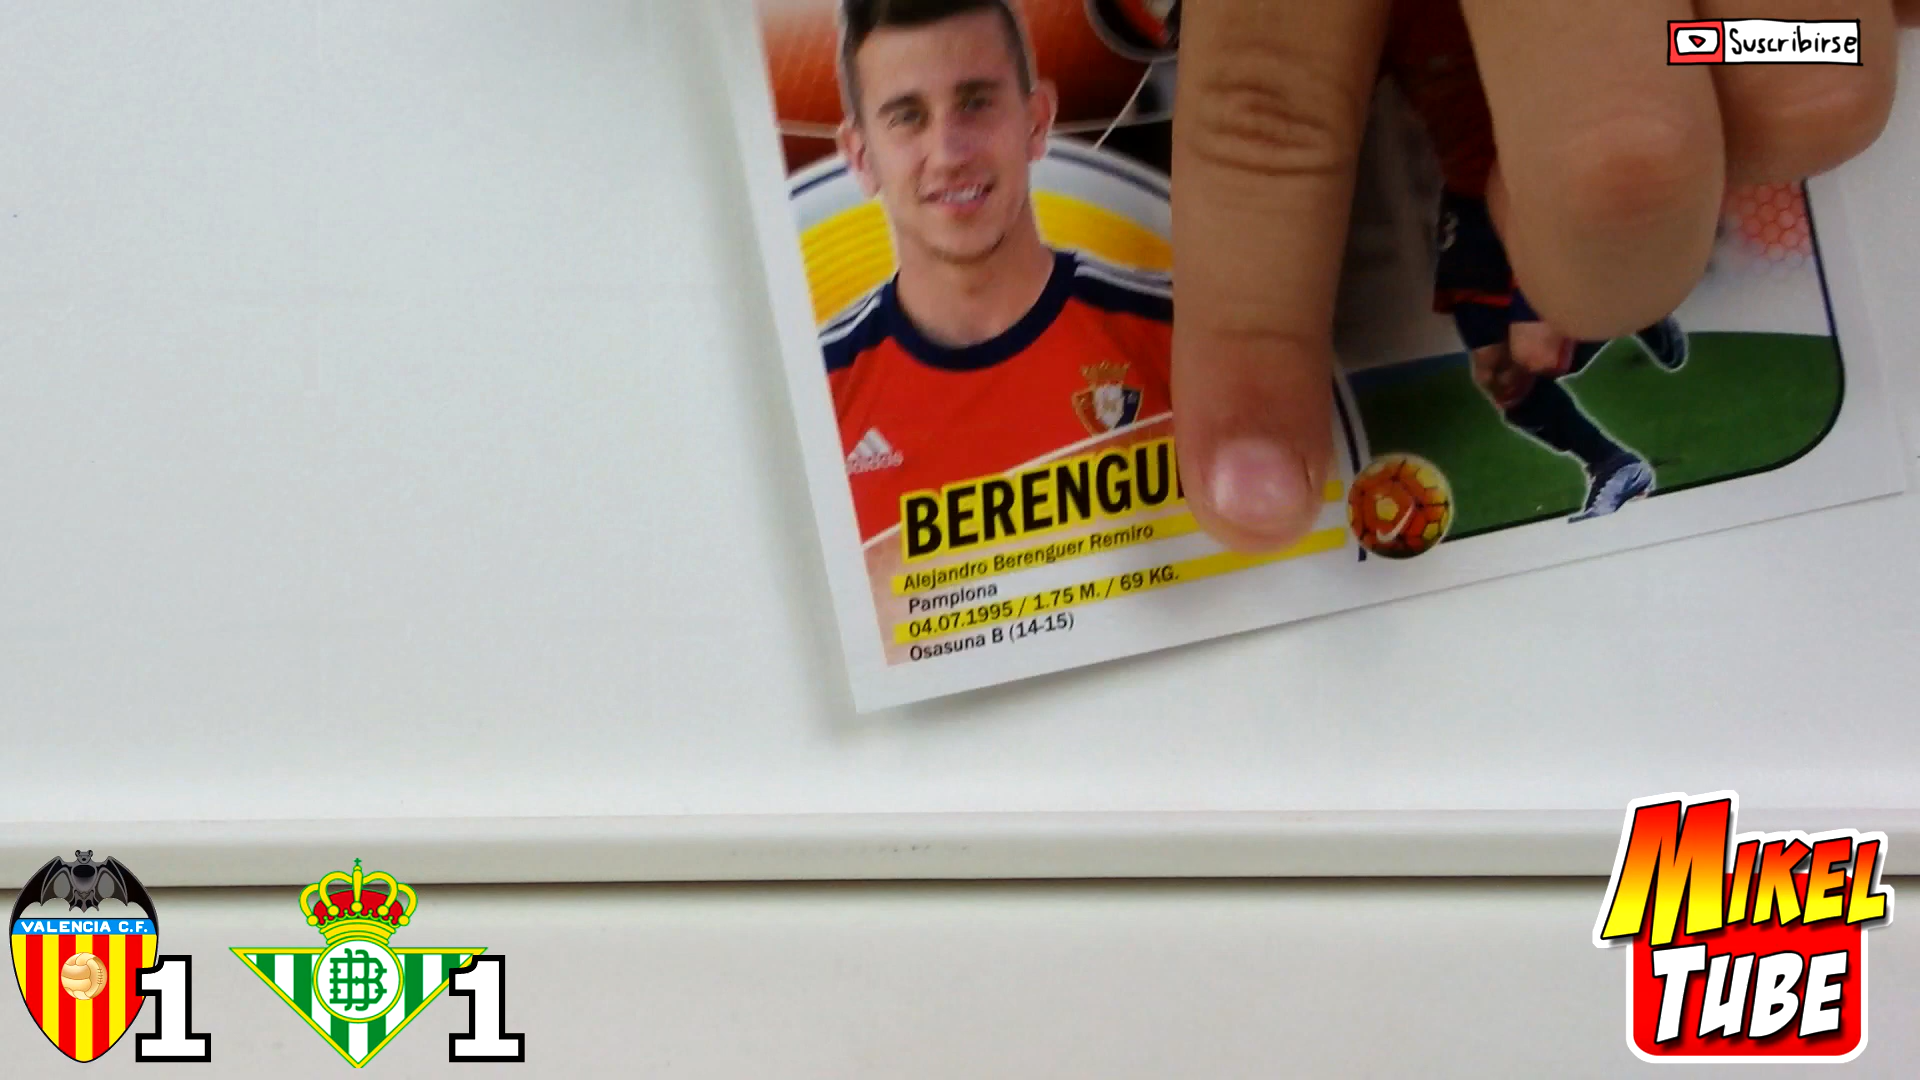 Suscribirse
adidas
BERENGU
Alejandro Berenguer Remiro
Pamplona
04.07.1995 / 1.75 M. / 69 KG.
Osasuna B (14-15)
VALENCIA C.F.
1
1
MIKEL
TUBE